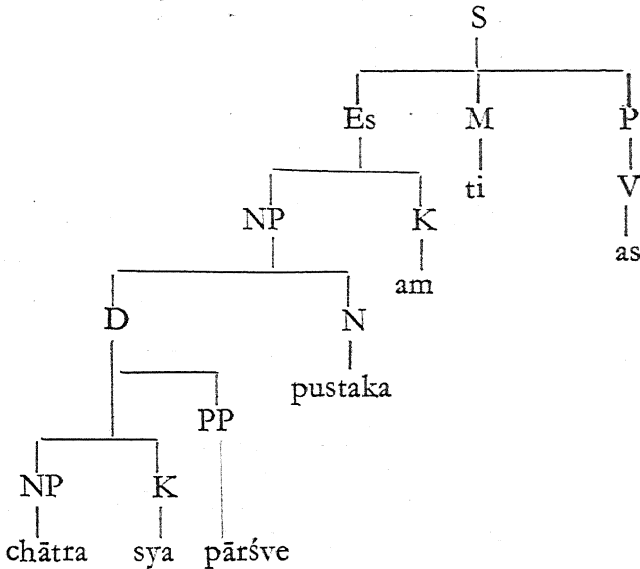 S
Es M P
ti V
NP K
as
am
D N
pustaka
PP
NP K
chātra sya pārśve